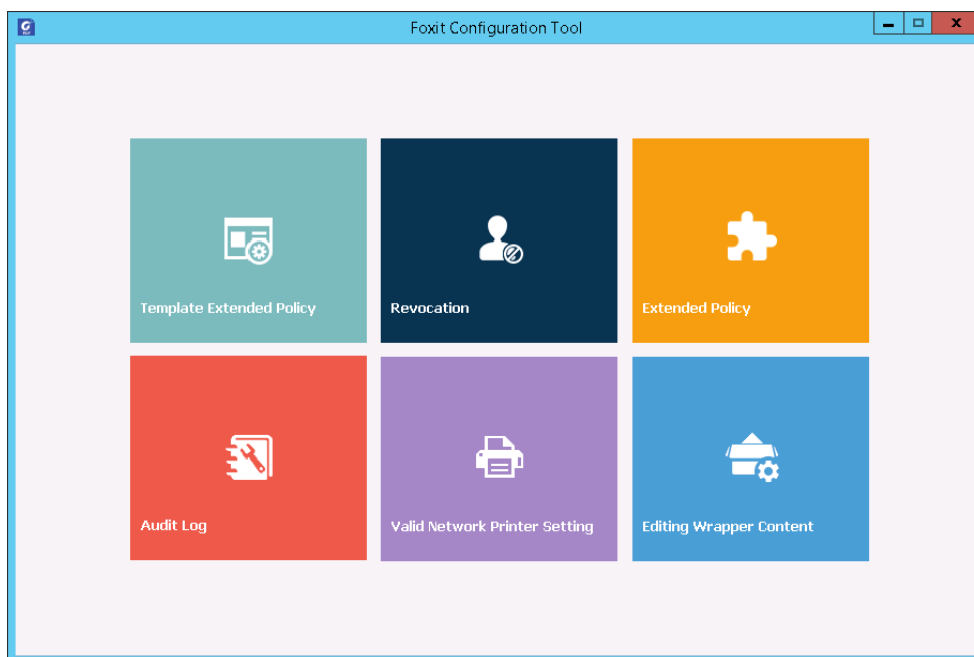 Foxit Configuration Tool
Template Extended Policy
Revocation
Extended Policy
Audit Log
Valid Network Printer Setting
Editing Wrapper Content